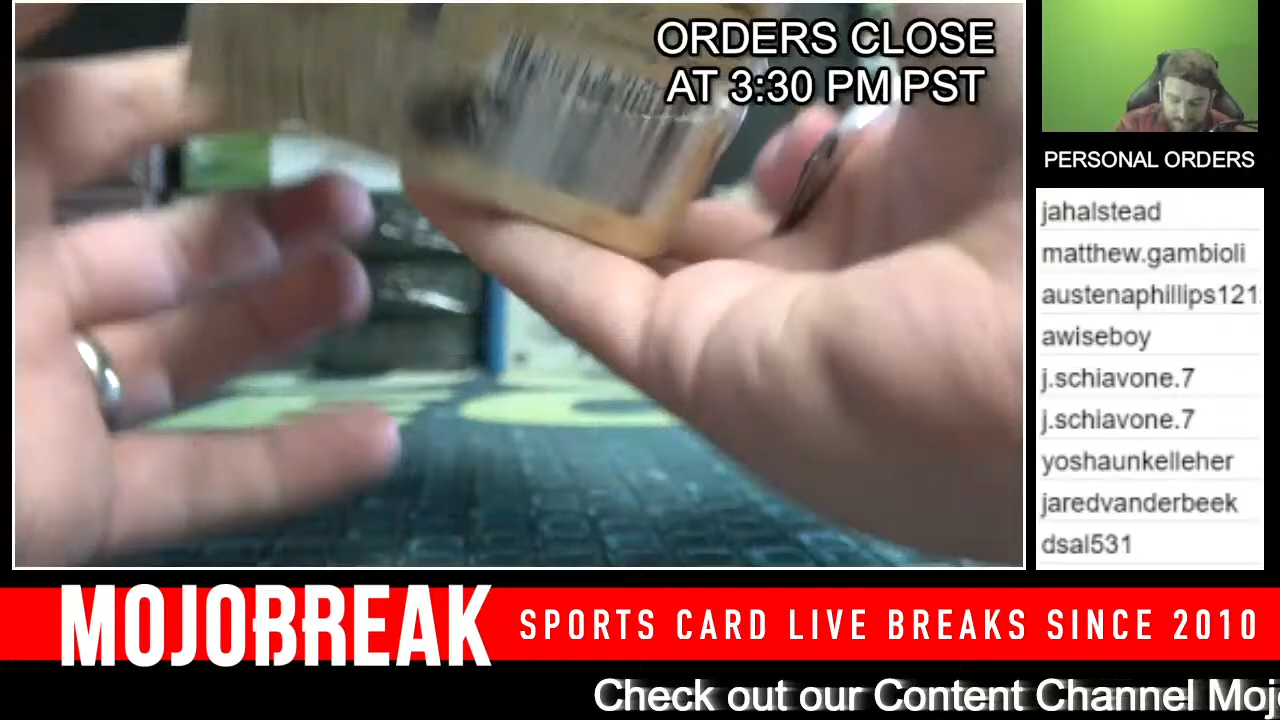 ORDERS CLOSE
AT 3:30 PM PST
PERSONAL ORDERS
jahalstead
matthew.gambioli
austenaphillips121
awiseboy
j.schiavone.7
j.schiavone.7
yoshaunkelleher
jaredvanderbeek
dsal531
MOJOBREAK
SPORTS CARD LIVE BREAKS SINCE 2010
Check out our Content Channel